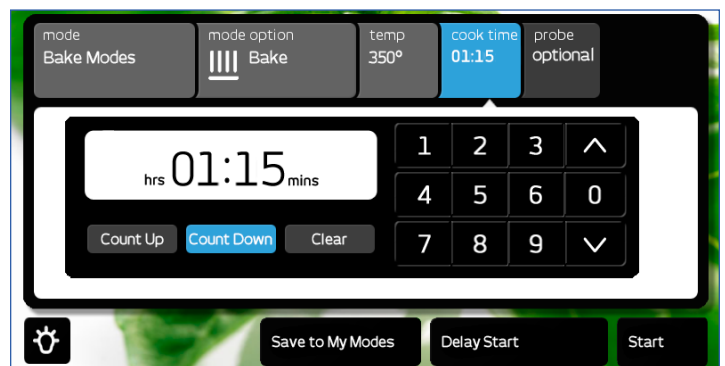 mode mode option temp cook time probe
Bake Modes Bake 350° 01:15 optional
hrs 01:15 mins
Count Up Count Down Clear
1 2 3
4 5 6 0
7 8 9
Save to My Modes Delay Start Start